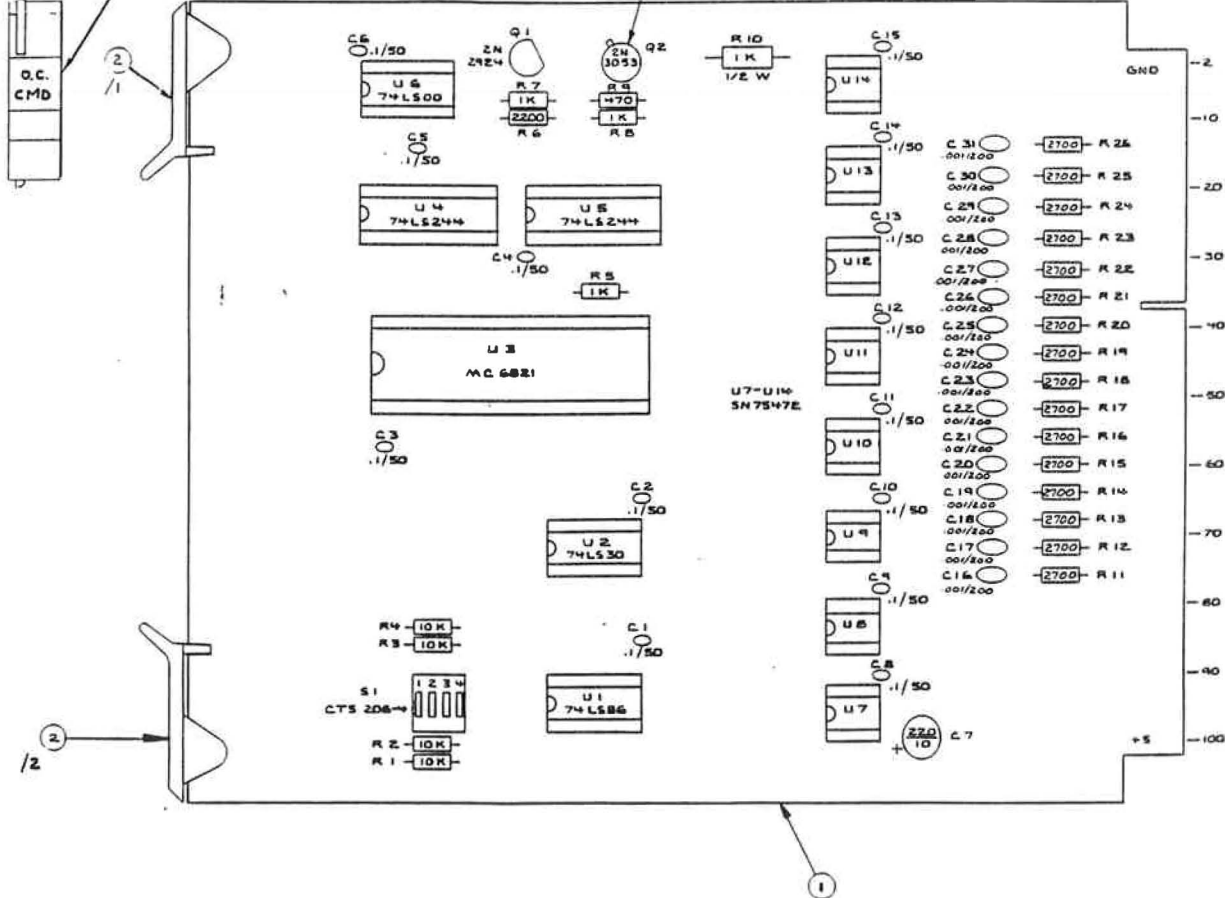 O.C.
CMD
2
/1
C6
.1/50
U6
74LS00
Q1
2N
2924
R7
1K
2200
R6
2N
3053
Q2
R9
470
1K
R8
R10
1K
1/2 W
C15
.1/50
U14
GND
2
C5
.1/50
C14
.1/50
10
U4
74LS244
U5
74LS244
C4
.1/50
R5
1K
U13
20
C13
.1/50
U12
30
C12
.1/50
U3
MC 6821
U11
40
U7-U14
SN75472
C11
.1/50
50
C3
.1/50
U10
60
C2
.1/50
C10
.1/50
U2
74LS30
U9
70
C9
.1/50
80
R4 10K
R3 10K
C1
.1/50
U8
90
S1
CTS 206-4
1 2 3 4
U1
74LS86
C8
.1/50
U7
R2 10K
R1 10K
220
10
+
C7
+5
100
C31
.001/200
2700 R26
C30
.001/200
2700 R25
C29
.001/200
2700 R24
C28
.001/200
2700 R23
C27
.001/200
2700 R22
C26
.001/200
2700 R21
C25
.001/200
2700 R20
C24
.001/200
2700 R19
C23
.001/200
2700 R18
C22
.001/200
2700 R17
C21
.001/200
2700 R16
C20
.001/200
2700 R15
C19
.001/200
2700 R14
C18
.001/200
2700 R13
C17
.001/200
2700 R12
C16
.001/200
2700 R11
2
/2
1